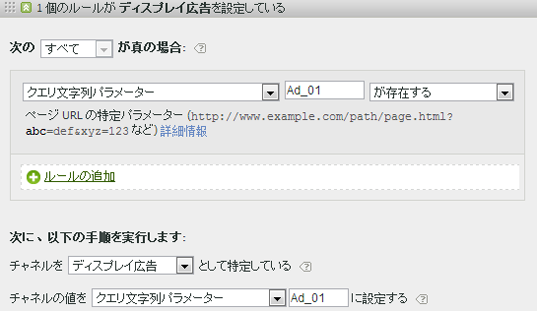 1 個のルールが ディスプレイ広告を設定している
次の すべて が真の場合: ?
クエリ文字列パラメーター Ad_01 が存在する
ページ URL の特定パラメーター (http://www.example.com/path/page.html?
abc=def&xyz=123 など) 詳細情報
ルールの追加
次に、以下の手順を実行します:
チャネルを ディスプレイ広告 として特定している ?
チャネルの値を クエリ文字列パラメーター Ad_01 に設定する ?